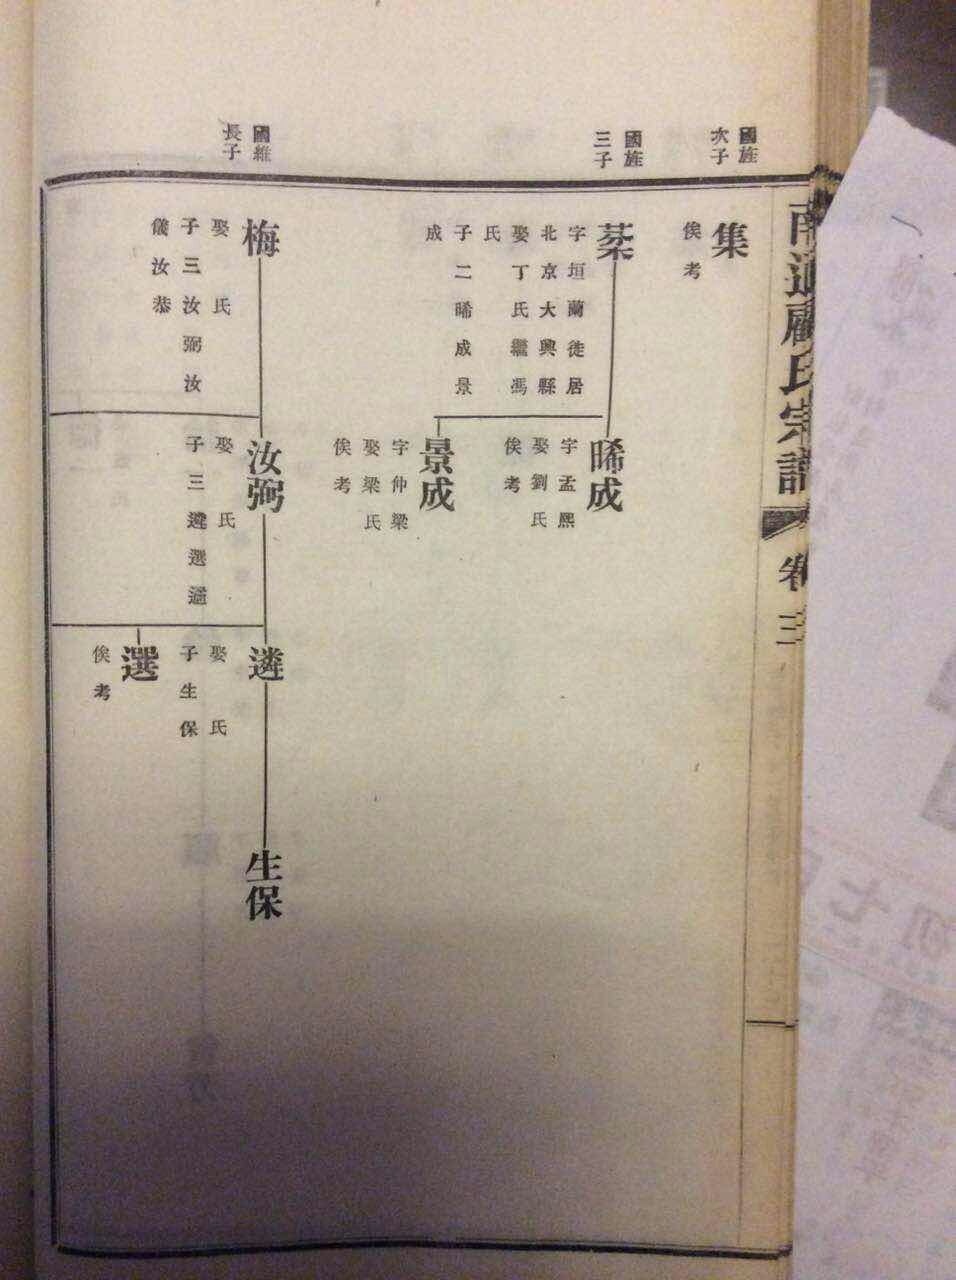 南通顧氏宗譜
卷三
國旌
次子
集
俟考
國旌
三子
棻
字垣蘭徙居
北京大興縣
娶丁氏繼馮
氏
子二晞成景
成
晞成
字孟熙
娶劉氏
俟考
景成
字仲梁
娶梁氏
俟考
國維
長子
梅
娶 氏
子三汝弼汝
儀汝恭
汝弼
娶 氏
子三遴選
遴
娶 氏
子生保
生保
選
俟考
七
初